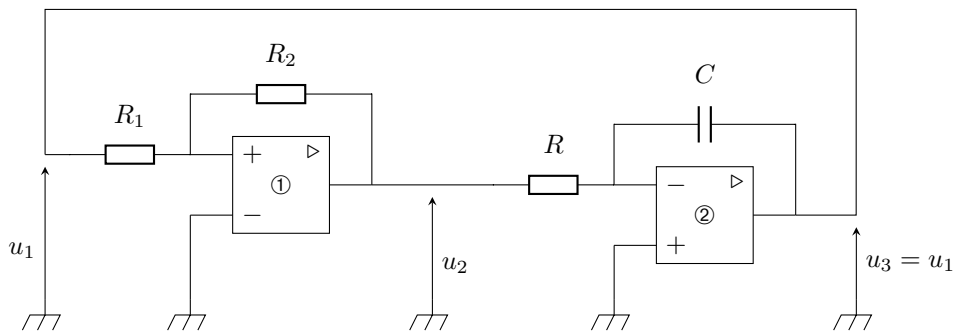 R₂
C
R₁
R
+
▷
①
−
−
▷
②
+
u₁
u₂
u₃ = u₁